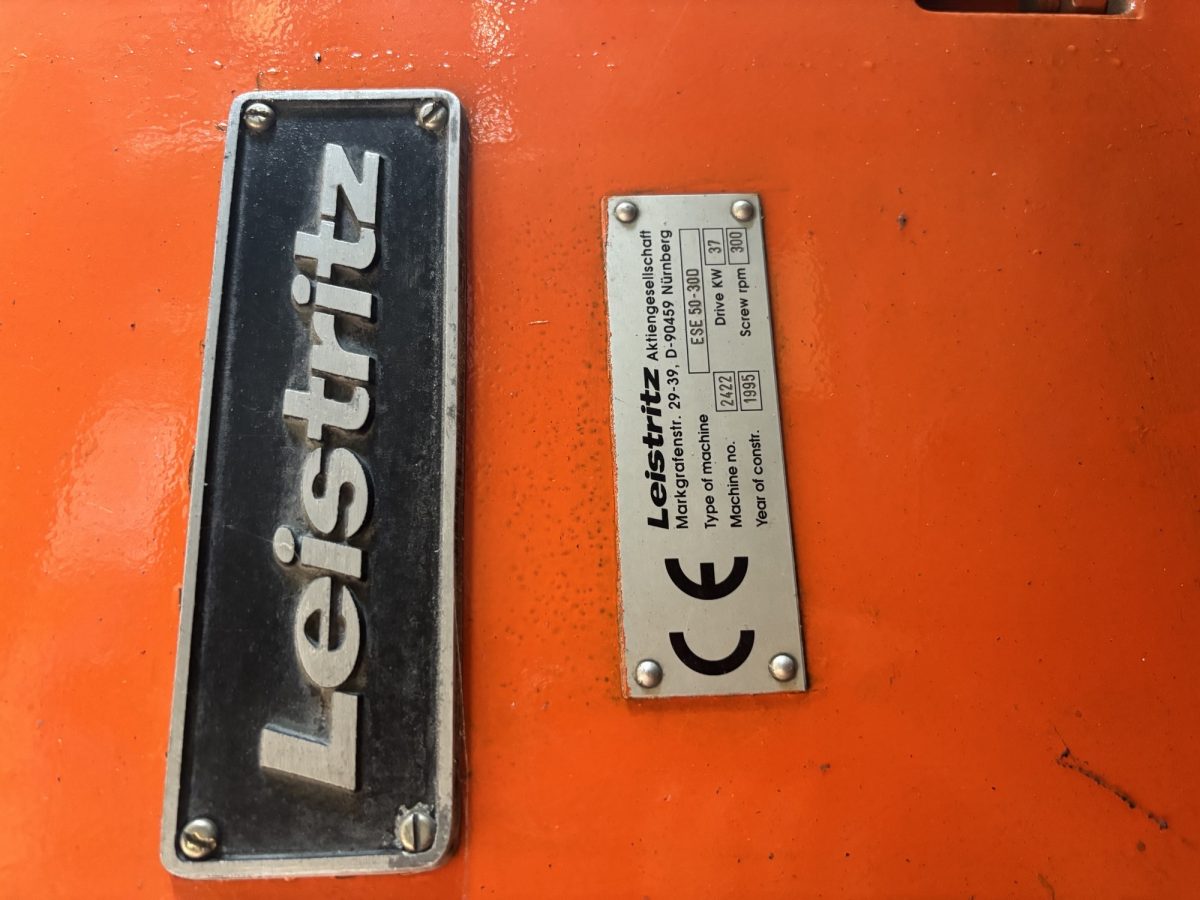 Leistritz
Leistritz Aktiengesellschaft
Markgrafenstr. 29-39, D-90459 Nürnberg
Type of machine ESE 50-30D
Machine no. 2422 Drive KW 37
Year of constr. 1995 Screw rpm 300
CE